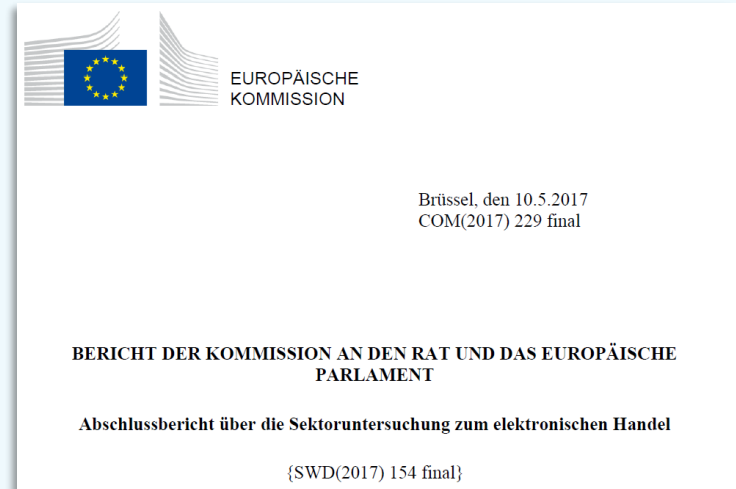 EUROPÄISCHE
KOMMISSION
Brüssel, den 10.5.2017
COM(2017) 229 final
BERICHT DER KOMMISSION AN DEN RAT UND DAS EUROPÄISCHE
PARLAMENT
Abschlussbericht über die Sektoruntersuchung zum elektronischen Handel
{SWD(2017) 154 final}